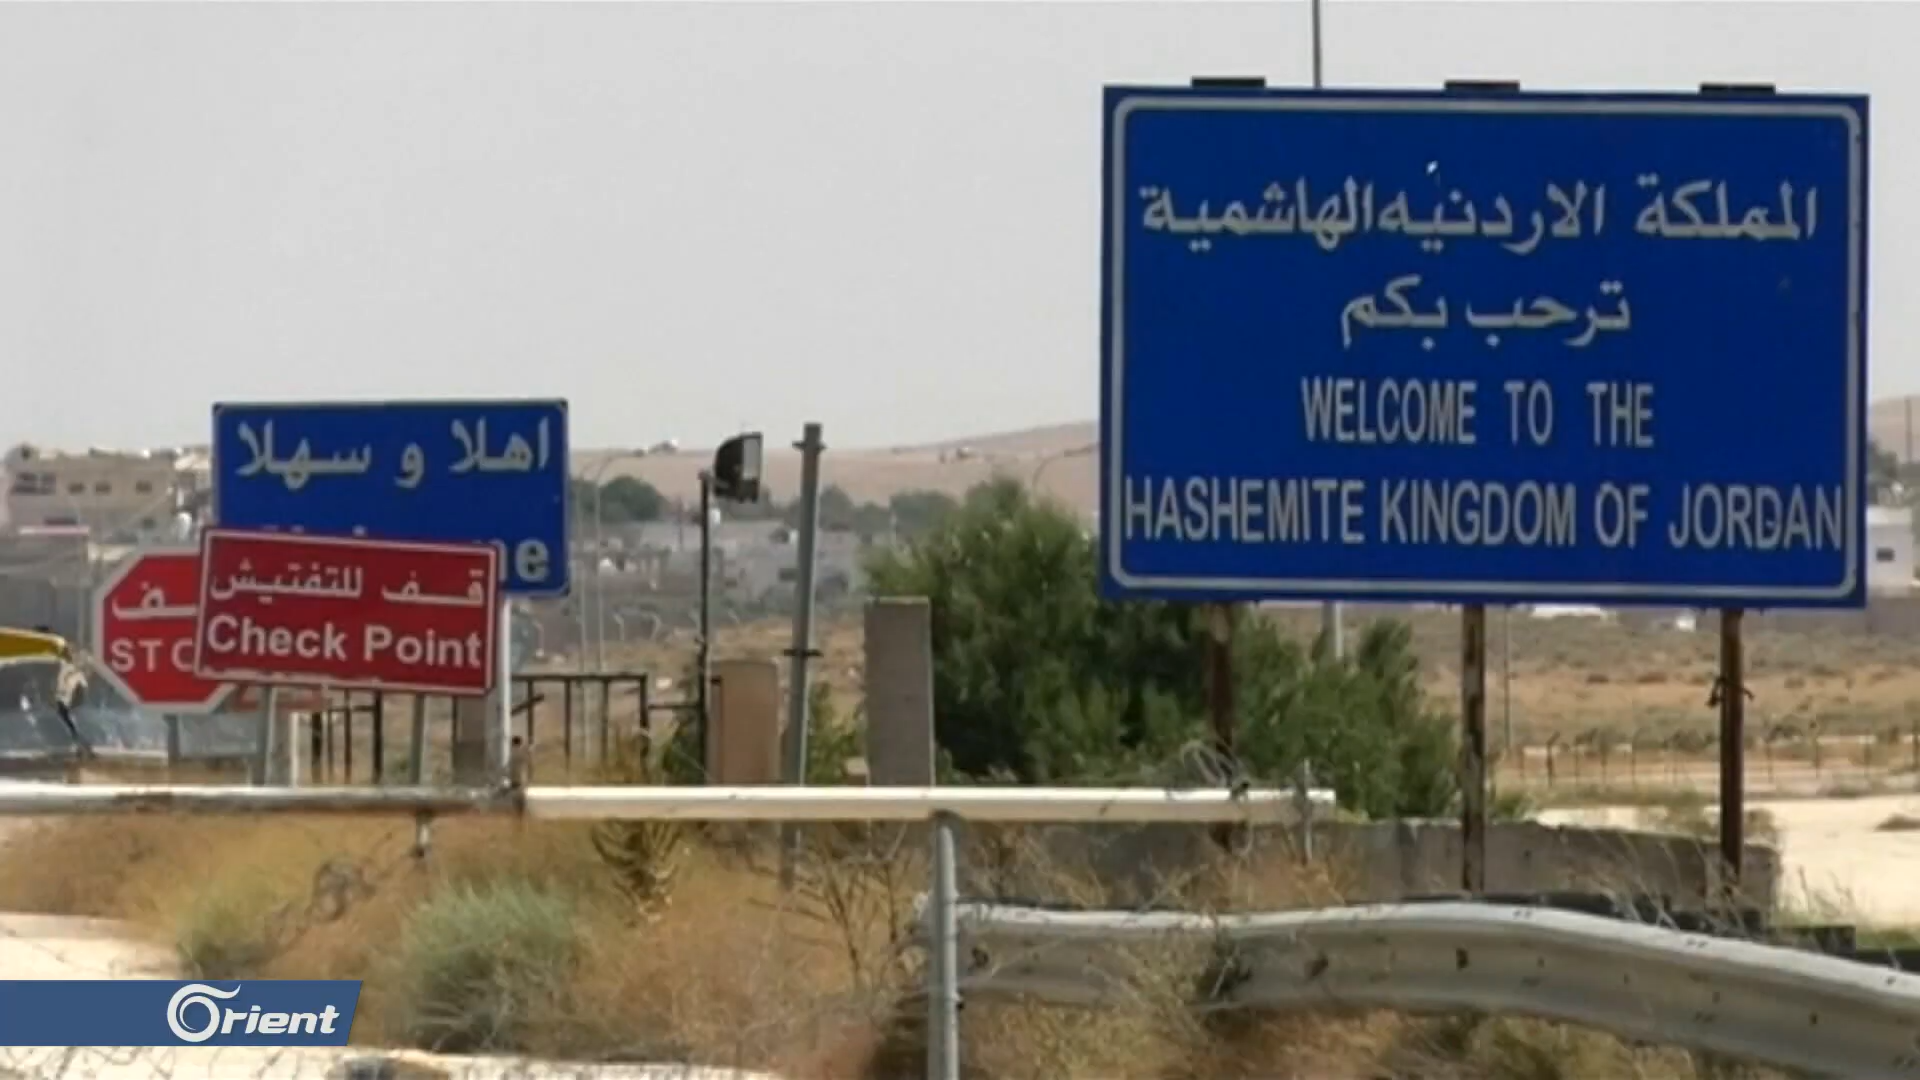 المملكة الاردنيه الهاشمية
ترحب بكم
WELCOME TO THE
HASHEMITE KINGDOM OF JORDAN
اهلا و سهلا
قف للتفتيش
Check Point
قف
Orient